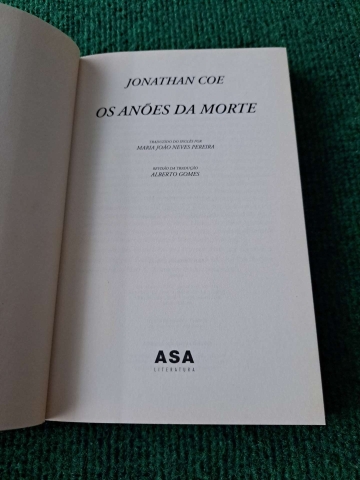 JONATHAN COE
OS ANÕES DA MORTE
TRADUZIDO DO INGLÊS POR
MARIA JOÃO NEVES PEREIRA
REVISÃO DA TRADUÇÃO
ALBERTO GOMES
ASA
LITERATURA